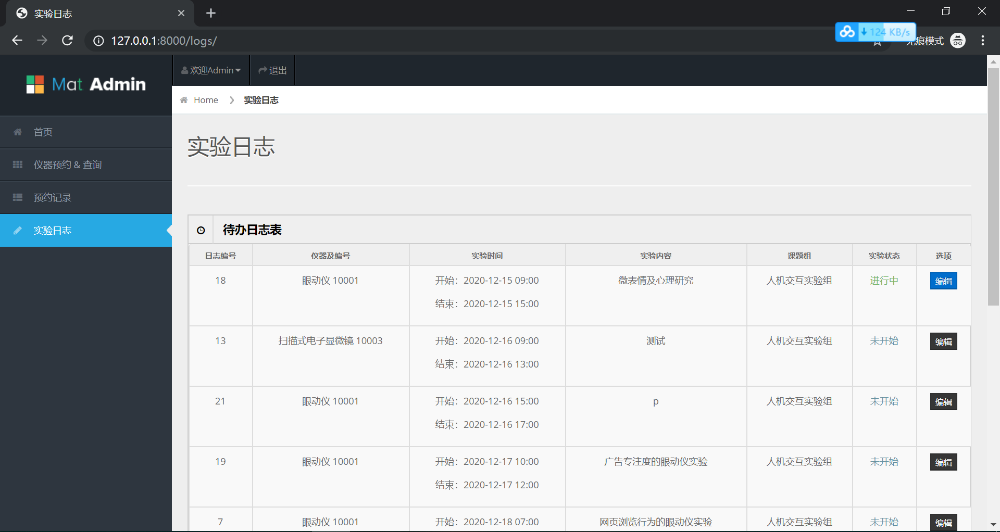 实验日志
127.0.0.1:8000/logs/
124 KB/s
无痕模式
Mat Admin
欢迎Admin
退出
Home
实验日志
首页
仪器预约 & 查询
预约记录
实验日志
实验日志
待办日志表
日志编号 仪器及编号 实验时间 实验内容 课题组 实验状态 选项
18 眼动仪 10001 开始：2020-12-15 09:00 微表情及心理研究 人机交互实验组 进行中 编辑
结束：2020-12-15 15:00
13 扫描式电子显微镜 10003 开始：2020-12-16 09:00 测试 人机交互实验组 未开始 编辑
结束：2020-12-16 13:00
21 眼动仪 10001 开始：2020-12-16 15:00 p 人机交互实验组 未开始 编辑
结束：2020-12-16 17:00
19 眼动仪 10001 开始：2020-12-17 10:00 广告专注度的眼动仪实验 人机交互实验组 未开始 编辑
结束：2020-12-17 12:00
7 眼动仪 10001 开始：2020-12-18 07:00 网页浏览行为的眼动仪实验 人机交互实验组 未开始 编辑